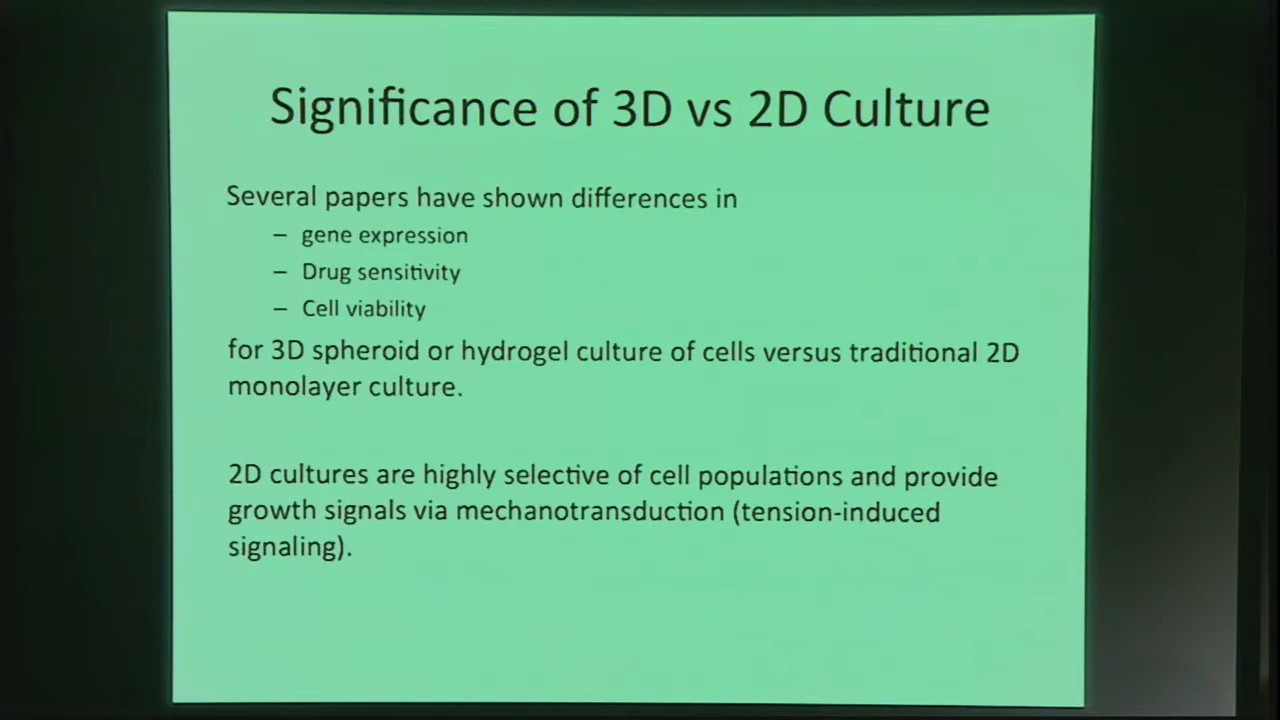 Significance of 3D vs 2D Culture
Several papers have shown differences in
– gene expression
– Drug sensitivity
– Cell viability
for 3D spheroid or hydrogel culture of cells versus traditional 2D
monolayer culture.
2D cultures are highly selective of cell populations and provide
growth signals via mechanotransduction (tension-induced
signaling).